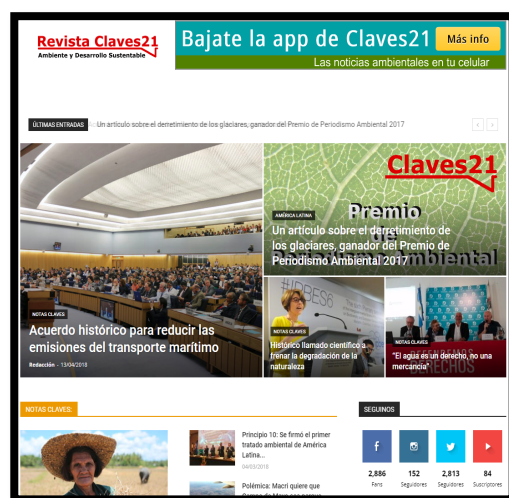 Revista Claves21
Ambiente y Desarrollo Sustentable
Bajate la app de Claves21
Más info
Las noticias ambientales en tu celular
ÚLTIMAS ENTRADAS
Un artículo sobre el derretimiento de los glaciares, ganador del Premio de Periodismo Ambiental 2017
NOTAS CLAVES
Acuerdo histórico para reducir las
emisiones del transporte marítimo
Redacción - 13/04/2018
Claves21
Premio
de
AMÉRICA LATINA
Un artículo sobre el derretimiento de
los glaciares, ganador del Premio de
Periodismo Ambiental 2017
#IPBES6
NOTAS CLAVES
Histórico llamado científico a
frenar la degradación de la
naturaleza
NOTAS CLAVES
"El agua es un derecho, no una
mercancía"
DERECHOS
NOTAS CLAVES:
Principio 10: Se firmó el primer
tratado ambiental de América
Latina...
04/03/2018
Polémica: Macri quiere que
SEGUINOS
2,886
Fans
152
Seguidores
2,813
Seguidores
84
Suscriptores